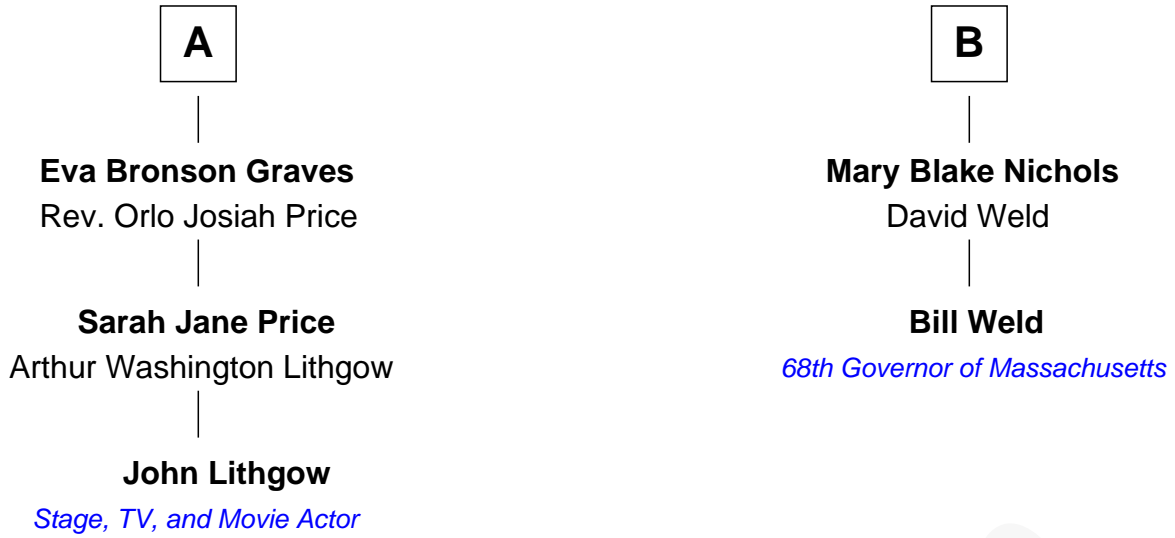 A
Eva Bronson Graves
Rev. Orlo Josiah Price
Sarah Jane Price
Arthur Washington Lithgow
John Lithgow
Stage, TV, and Movie Actor
B
Mary Blake Nichols
David Weld
Bill Weld
68th Governor of Massachusetts